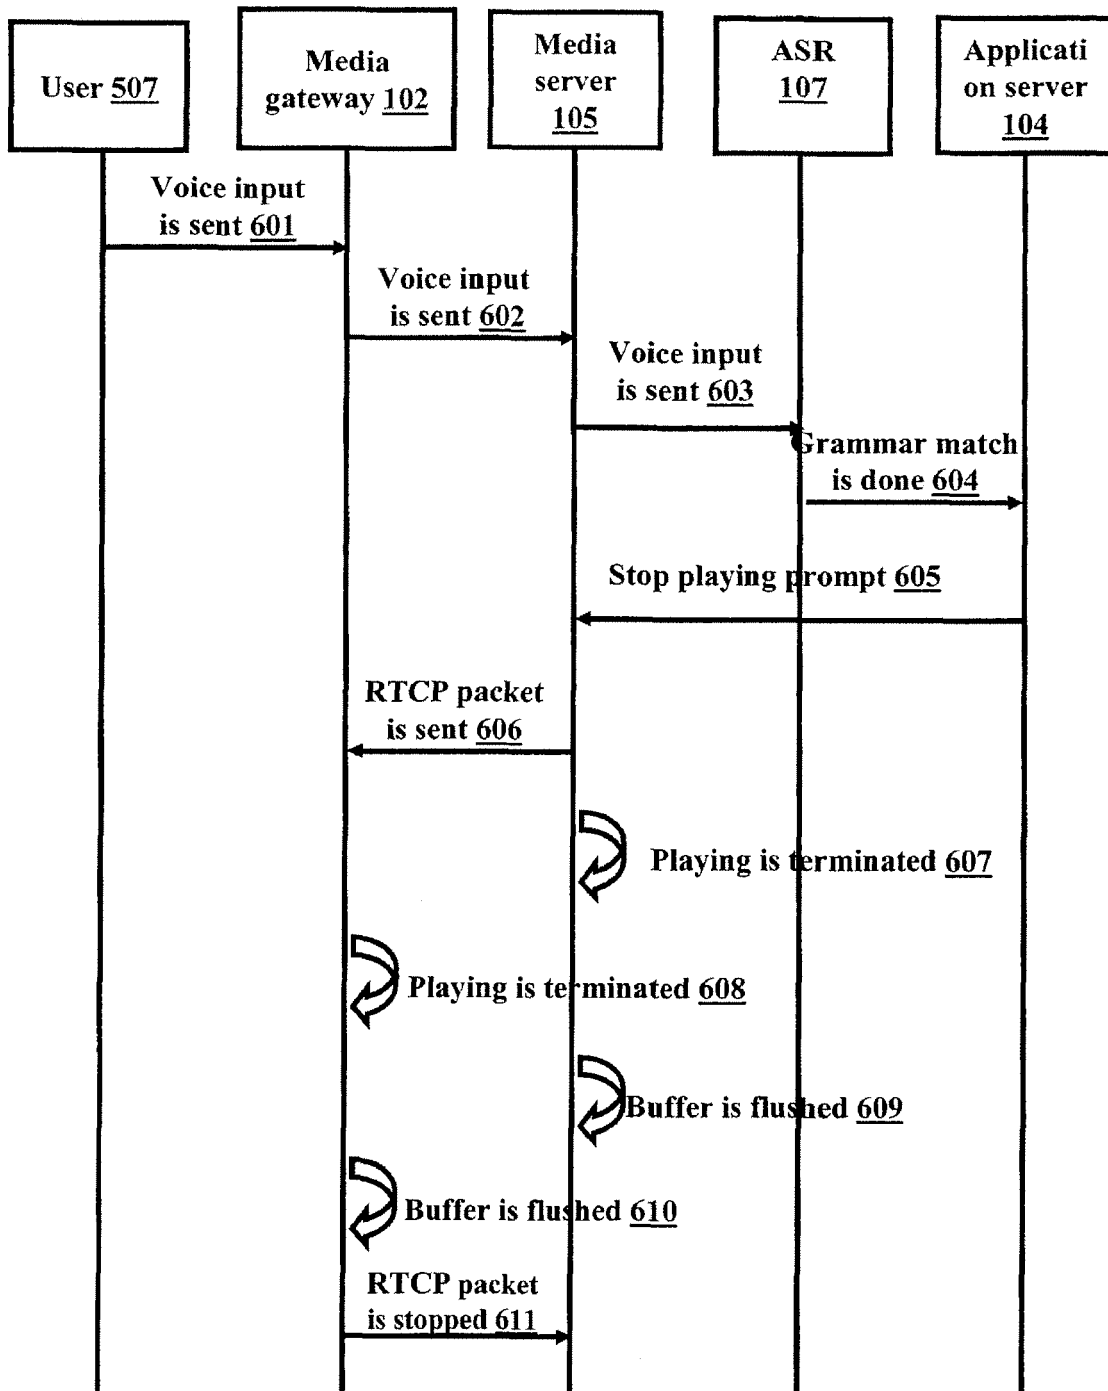 User 507
Media
gateway 102
Media
server
105
ASR
107
Applicati
on server
104
Voice input
is sent 601
Voice input
is sent 602
Voice input
is sent 603
Grammar match
is done 604
Stop playing prompt 605
RTCP packet
is sent 606
Playing is terminated 607
Playing is terminated 608
Buffer is flushed 609
Buffer is flushed 610
RTCP packet
is stopped 611